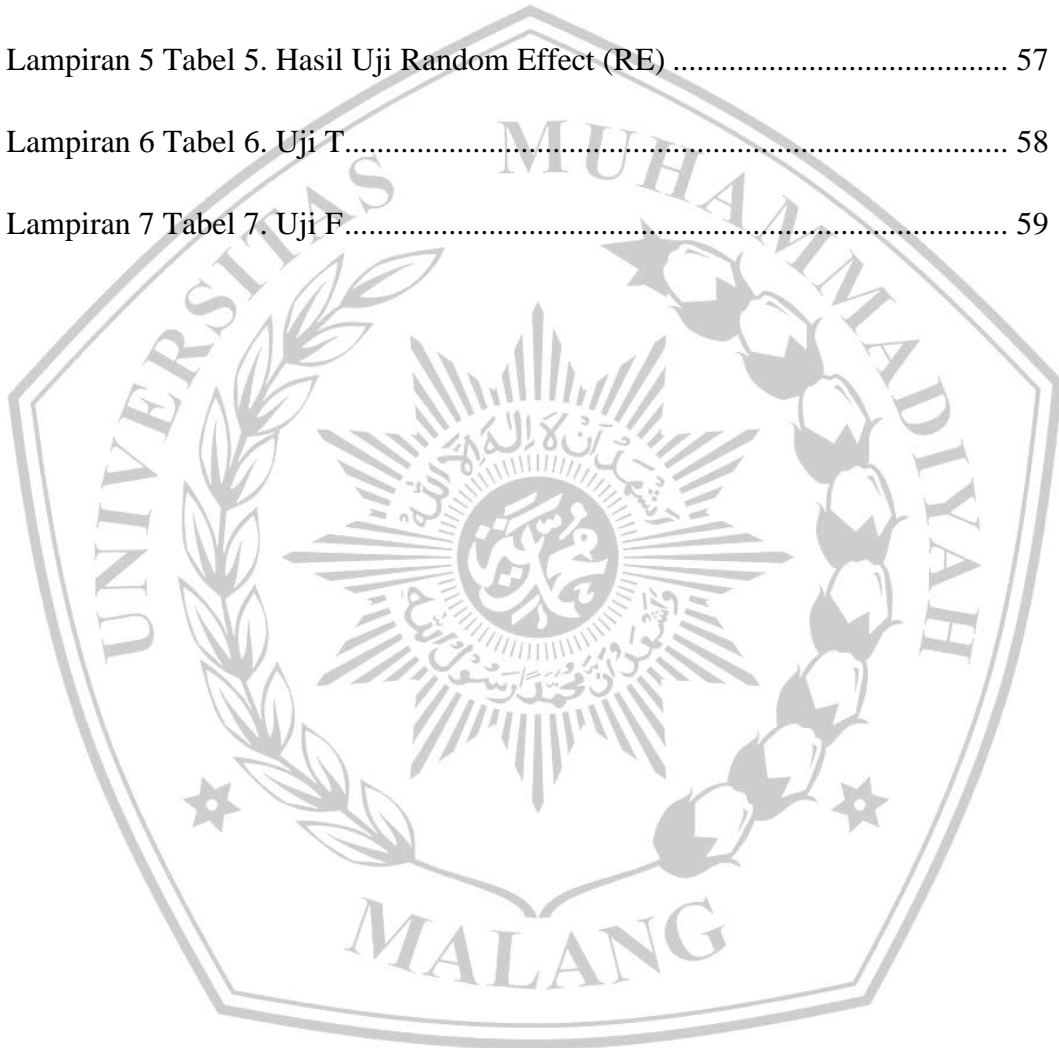 Lampiran 5 Tabel 5. Hasil Uji Random Effect (RE) ....................................... 57
Lampiran 6 Tabel 6. Uji T................................................................................ 58
Lampiran 7 Tabel 7. Uji F................................................................................ 59
UNIVERSITAS MUHAMMADIYAH
MALANG